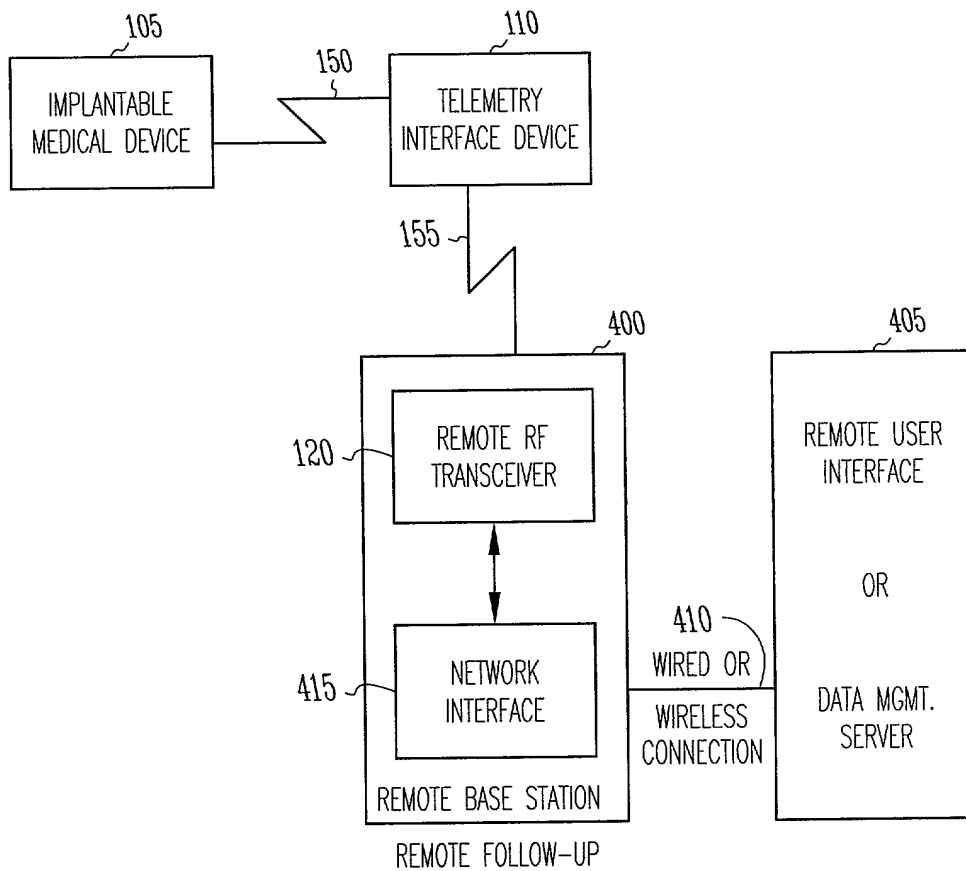 105
IMPLANTABLE
MEDICAL DEVICE
150
110
TELEMETRY
INTERFACE DEVICE
155
400
120
REMOTE RF
TRANSCEIVER
415
NETWORK
INTERFACE
REMOTE BASE STATION
REMOTE FOLLOW-UP
410
WIRED OR
WIRELESS
CONNECTION
405
REMOTE USER
INTERFACE
OR
DATA MGMT.
SERVER